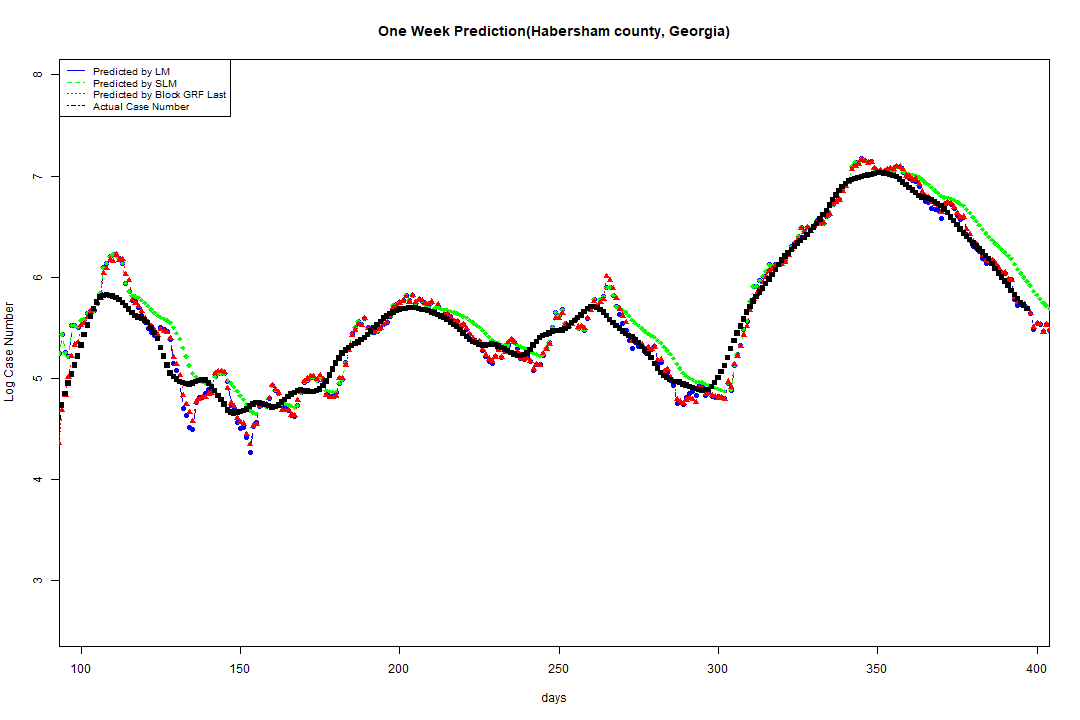 One Week Prediction(Habersham county, Georgia)
Predicted by LM
Predicted by SLM
Predicted by Block GRF Last
Actual Case Number
8
7
6
5
4
3
Log Case Number
100 150 200 250 300 350 400
days